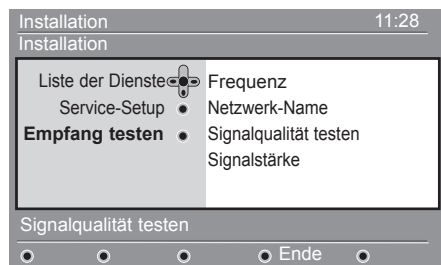 Installation 11:28
Installation
Liste der Dienste Frequenz
Service-Setup Netzwerk-Name
Empfang testen Signalqualität testen
Signalstärke
Signalqualität testen
Ende